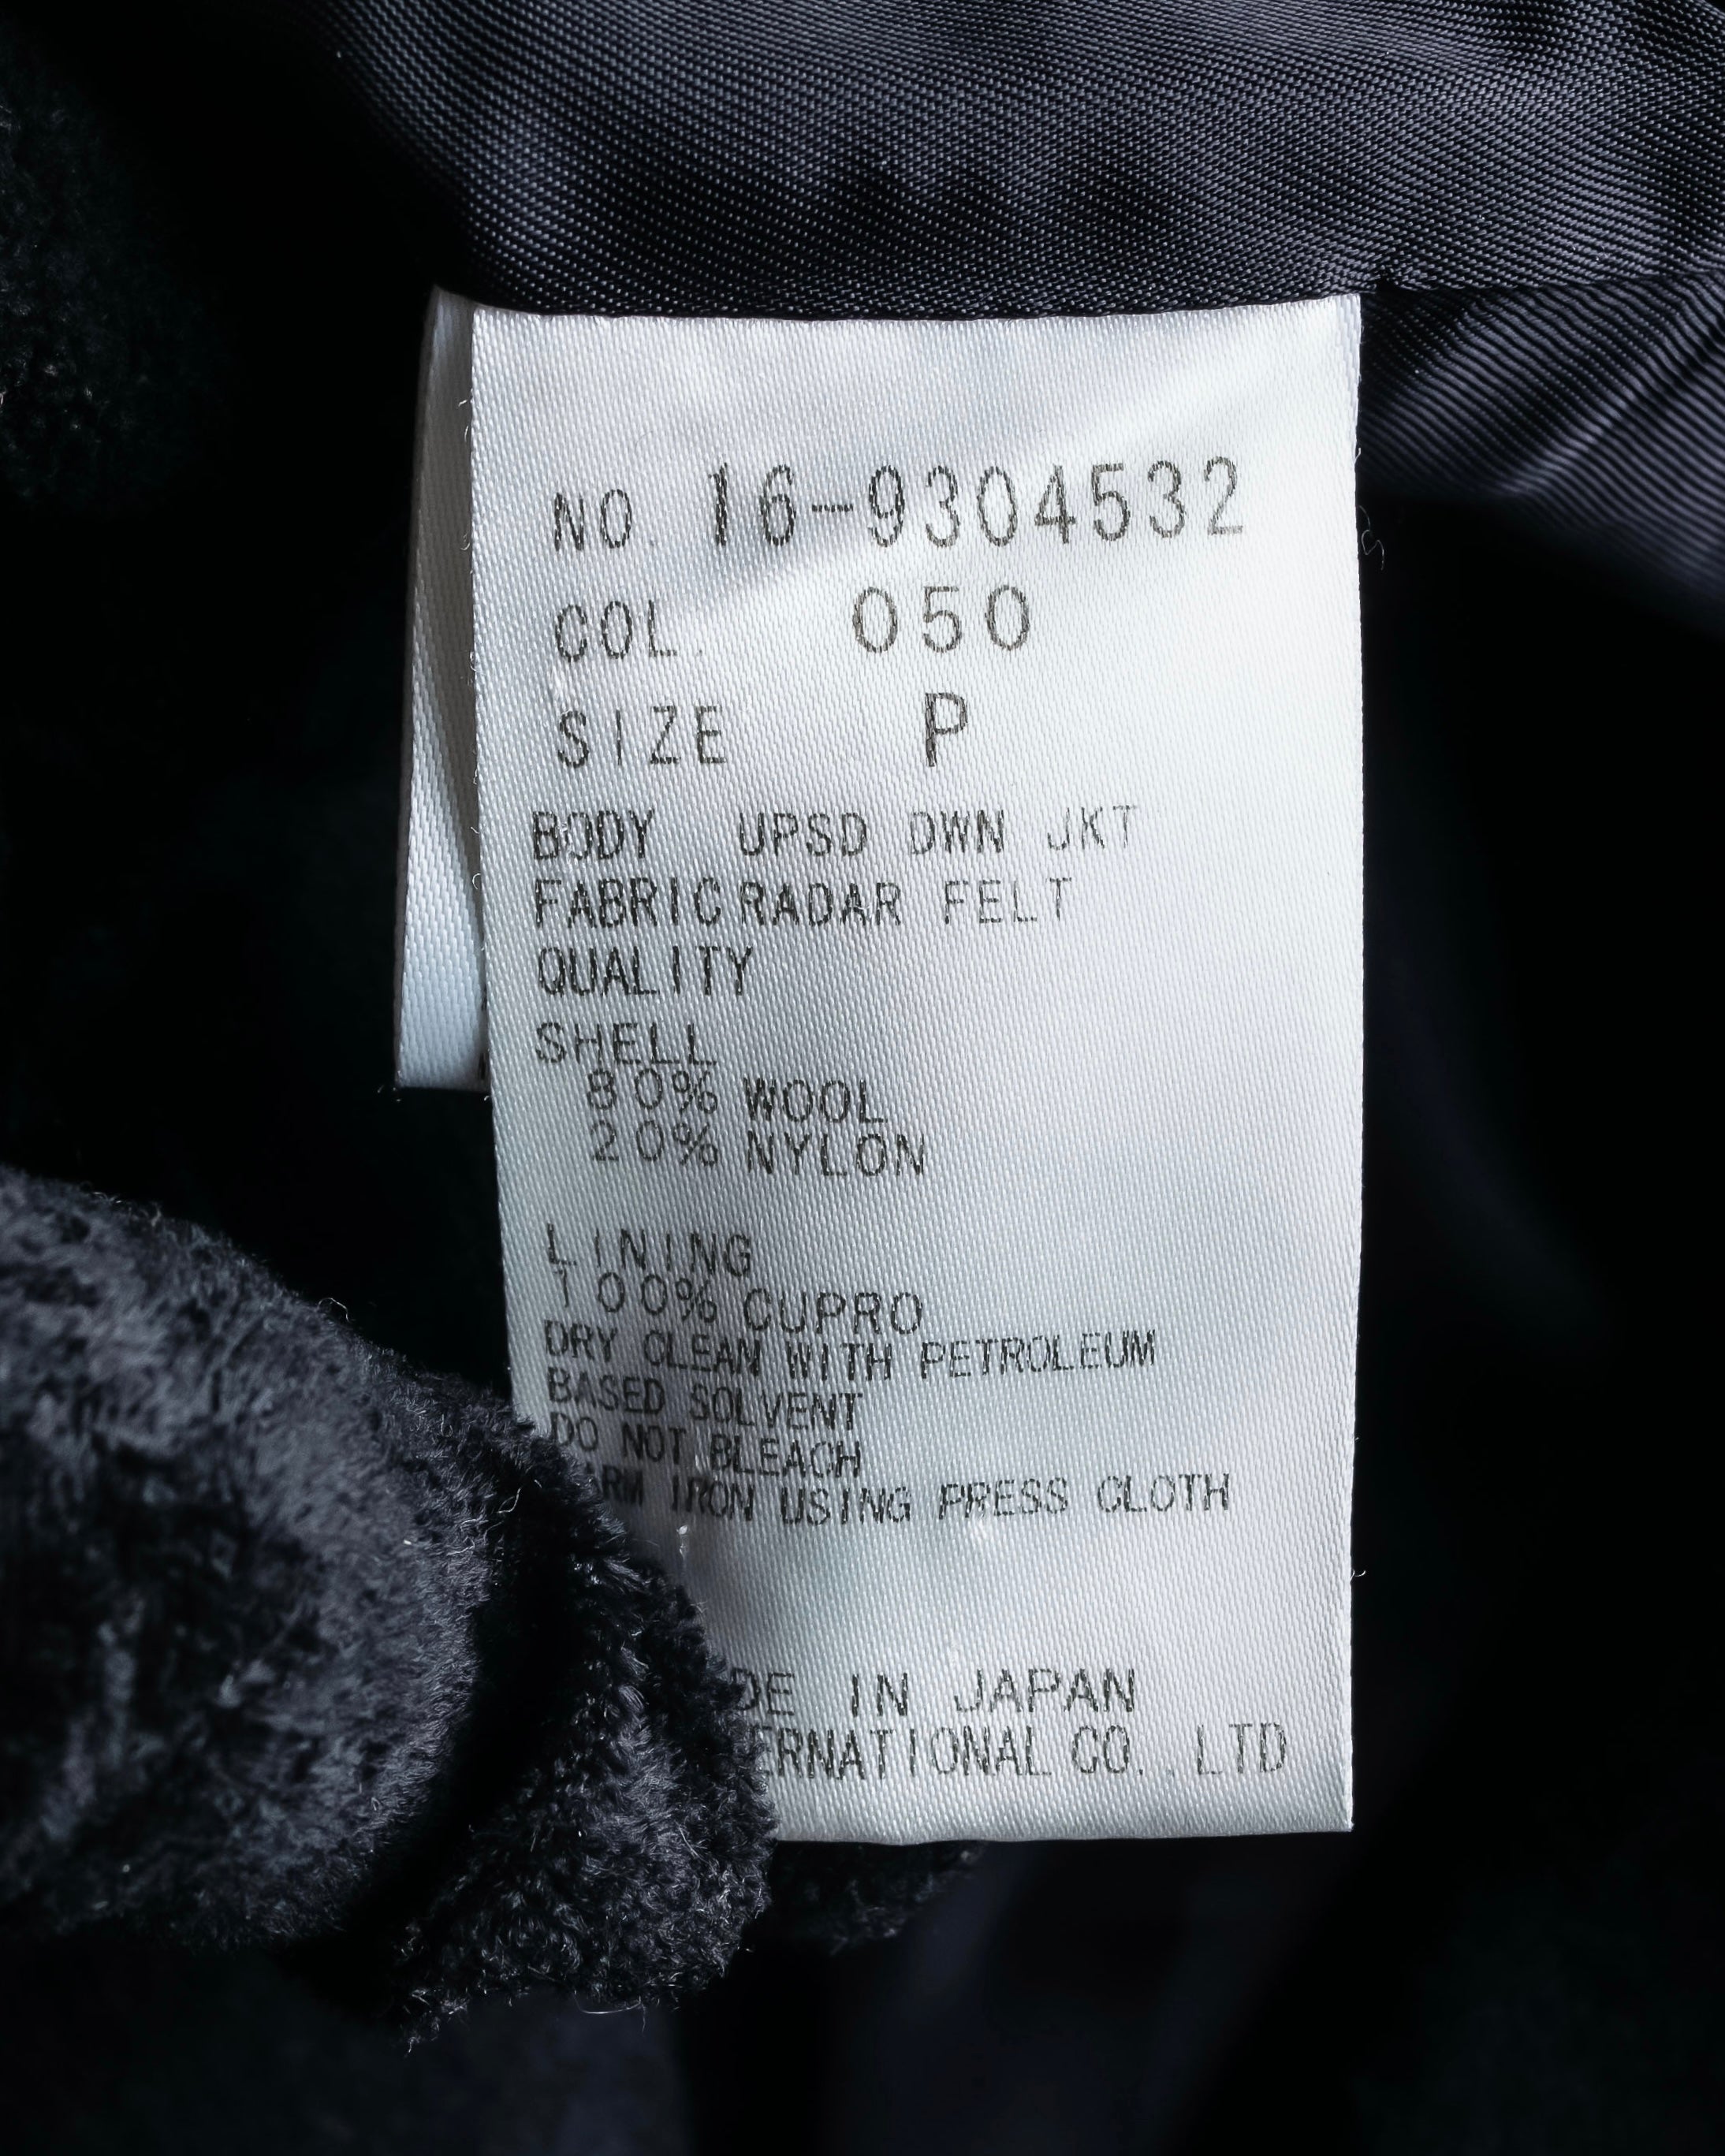 NO. 16-9304532
COL. 050
SIZE P
BODY UPSD DWN JKT
FABRIC RADAR FELT
QUALITY
SHELL
80% WOOL
20% NYLON
LINING
100% CUPRO
DRY CLEAN WITH PETROLEUM
BASED SOLVENT
DO NOT BLEACH
IRON USING PRESS CLOTH
IN JAPAN
CO., LTD